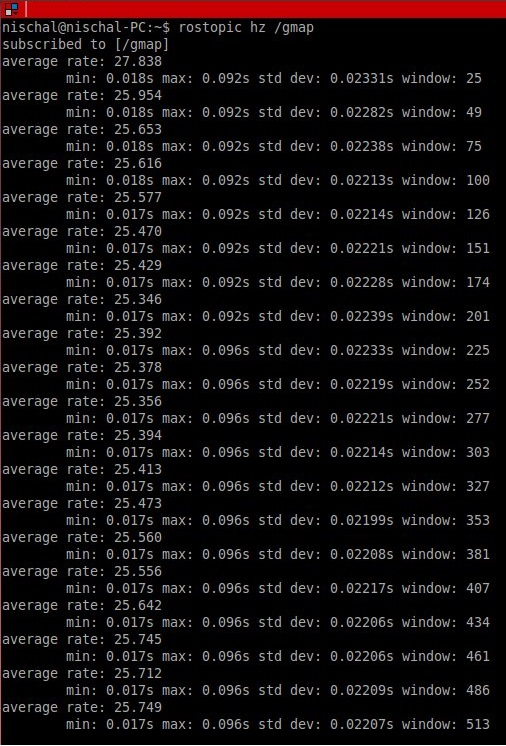 nischal@nischal-PC:~$ rostopic hz /gmap
subscribed to [/gmap]
average rate: 27.838
min: 0.018s max: 0.092s std dev: 0.02331s window: 25
average rate: 25.954
min: 0.018s max: 0.092s std dev: 0.02282s window: 49
average rate: 25.653
min: 0.018s max: 0.092s std dev: 0.02238s window: 75
average rate: 25.616
min: 0.018s max: 0.092s std dev: 0.02213s window: 100
average rate: 25.577
min: 0.017s max: 0.092s std dev: 0.02214s window: 126
average rate: 25.470
min: 0.017s max: 0.092s std dev: 0.02221s window: 151
average rate: 25.429
min: 0.017s max: 0.092s std dev: 0.02228s window: 174
average rate: 25.346
min: 0.017s max: 0.092s std dev: 0.02239s window: 201
average rate: 25.392
min: 0.017s max: 0.096s std dev: 0.02233s window: 225
average rate: 25.378
min: 0.017s max: 0.096s std dev: 0.02219s window: 252
average rate: 25.356
min: 0.017s max: 0.096s std dev: 0.02221s window: 277
average rate: 25.394
min: 0.017s max: 0.096s std dev: 0.02214s window: 303
average rate: 25.413
min: 0.017s max: 0.096s std dev: 0.02212s window: 327
average rate: 25.473
min: 0.017s max: 0.096s std dev: 0.02199s window: 353
average rate: 25.560
min: 0.017s max: 0.096s std dev: 0.02208s window: 381
average rate: 25.556
min: 0.017s max: 0.096s std dev: 0.02217s window: 407
average rate: 25.642
min: 0.017s max: 0.096s std dev: 0.02206s window: 434
average rate: 25.745
min: 0.017s max: 0.096s std dev: 0.02206s window: 461
average rate: 25.712
min: 0.017s max: 0.096s std dev: 0.02209s window: 486
average rate: 25.749
min: 0.017s max: 0.096s std dev: 0.02207s window: 513